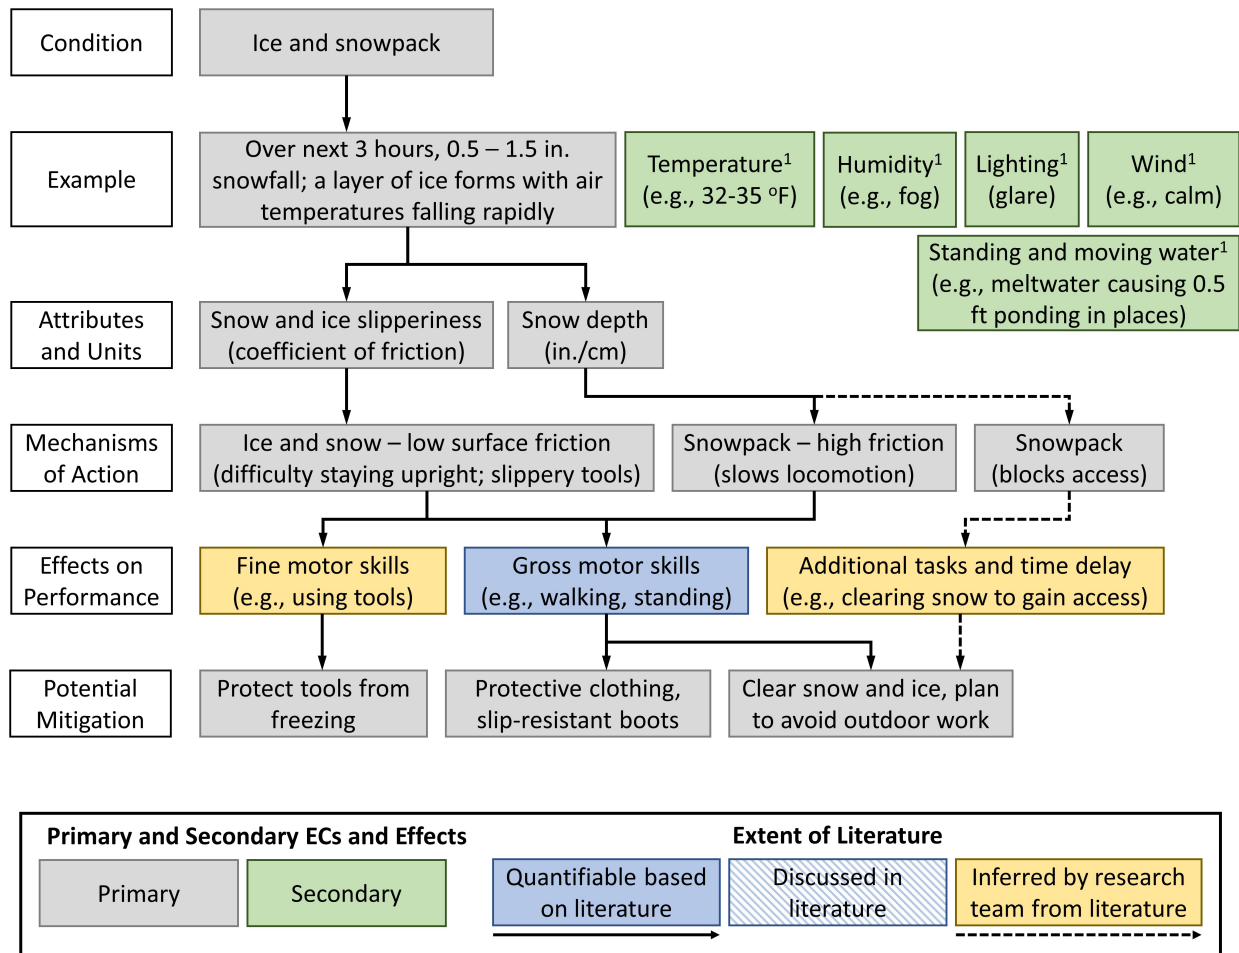 Condition
Ice and snowpack
Example
Over next 3 hours, 0.5 – 1.5 in.
snowfall; a layer of ice forms with air
temperatures falling rapidly
Temperature¹
(e.g., 32-35 ºF)
Humidity¹
(e.g., fog)
Lighting¹
(glare)
Wind¹
(e.g., calm)
Standing and moving water¹
(e.g., meltwater causing 0.5
ft ponding in places)
Attributes
and Units
Snow and ice slipperiness
(coefficient of friction)
Snow depth
(in./cm)
Mechanisms
of Action
Ice and snow – low surface friction
(difficulty staying upright; slippery tools)
Snowpack – high friction
(slows locomotion)
Snowpack
(blocks access)
Effects on
Performance
Fine motor skills
(e.g., using tools)
Gross motor skills
(e.g., walking, standing)
Additional tasks and time delay
(e.g., clearing snow to gain access)
Potential
Mitigation
Protect tools from
freezing
Protective clothing,
slip-resistant boots
Clear snow and ice, plan
to avoid outdoor work
Primary and Secondary ECs and Effects
Primary
Secondary
Extent of Literature
Quantifiable based
on literature
Discussed in
literature
Inferred by research
team from literature